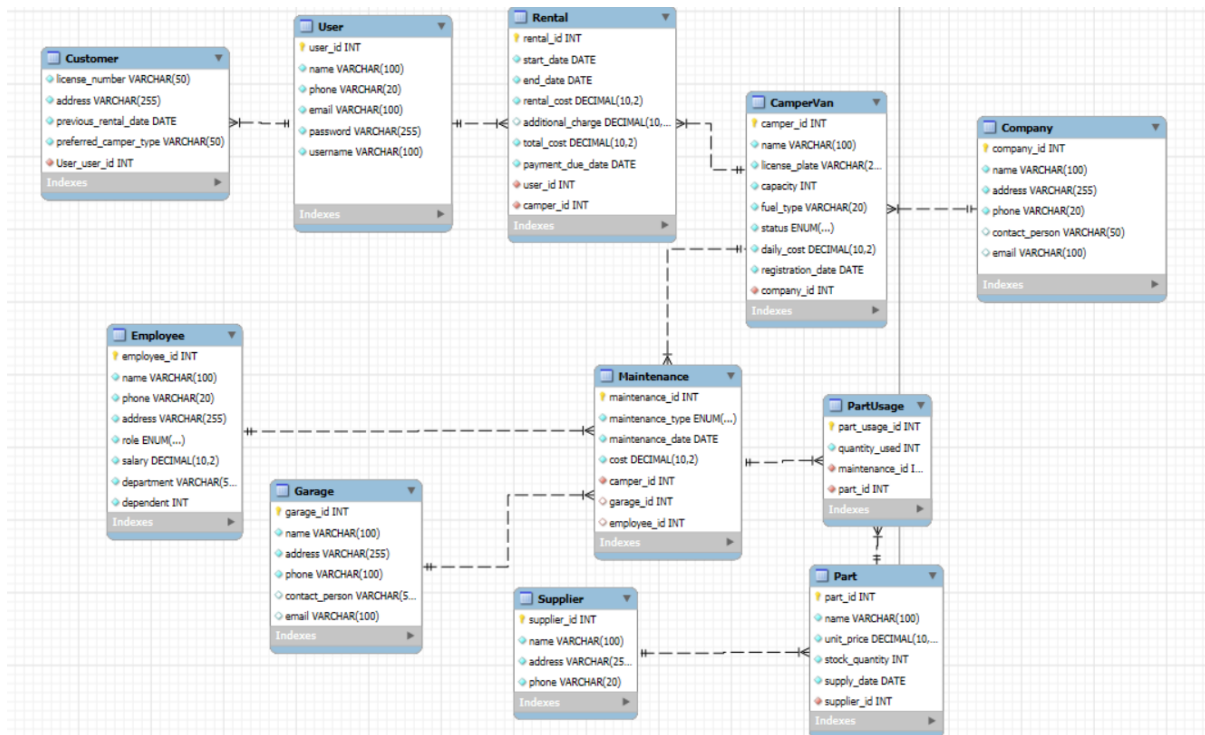 Customer
license_number VARCHAR(50)
address VARCHAR(255)
previous_rental_date DATE
preferred_camper_type VARCHAR(50)
User_user_id INT
Indexes
User
user_id INT
name VARCHAR(100)
phone VARCHAR(20)
email VARCHAR(100)
password VARCHAR(255)
username VARCHAR(100)
Indexes
Rental
rental_id INT
start_date DATE
end_date DATE
rental_cost DECIMAL(10,2)
additional_charge DECIMAL(10,...
total_cost DECIMAL(10,2)
payment_due_date DATE
user_id INT
camper_id INT
Indexes
CamperVan
camper_id INT
name VARCHAR(100)
license_plate VARCHAR(2...
capacity INT
fuel_type VARCHAR(20)
status ENUM(...)
daily_cost DECIMAL(10,2)
registration_date DATE
company_id INT
Indexes
Company
company_id INT
name VARCHAR(100)
address VARCHAR(255)
phone VARCHAR(20)
contact_person VARCHAR(50)
email VARCHAR(100)
Indexes
Employee
employee_id INT
name VARCHAR(100)
phone VARCHAR(20)
address VARCHAR(255)
role ENUM(...)
salary DECIMAL(10,2)
department VARCHAR(5...
dependent INT
Indexes
Garage
garage_id INT
name VARCHAR(100)
address VARCHAR(255)
phone VARCHAR(100)
contact_person VARCHAR(5...
email VARCHAR(100)
Indexes
Maintenance
maintenance_id INT
maintenance_type ENUM(...)
maintenance_date DATE
cost DECIMAL(10,2)
camper_id INT
garage_id INT
employee_id INT
Indexes
PartUsage
part_usage_id INT
quantity_used INT
maintenance_id I...
part_id INT
Indexes
Supplier
supplier_id INT
name VARCHAR(100)
address VARCHAR(25...
phone VARCHAR(20)
Indexes
Part
part_id INT
name VARCHAR(100)
unit_price DECIMAL(10,...
stock_quantity INT
supply_date DATE
supplier_id INT
Indexes